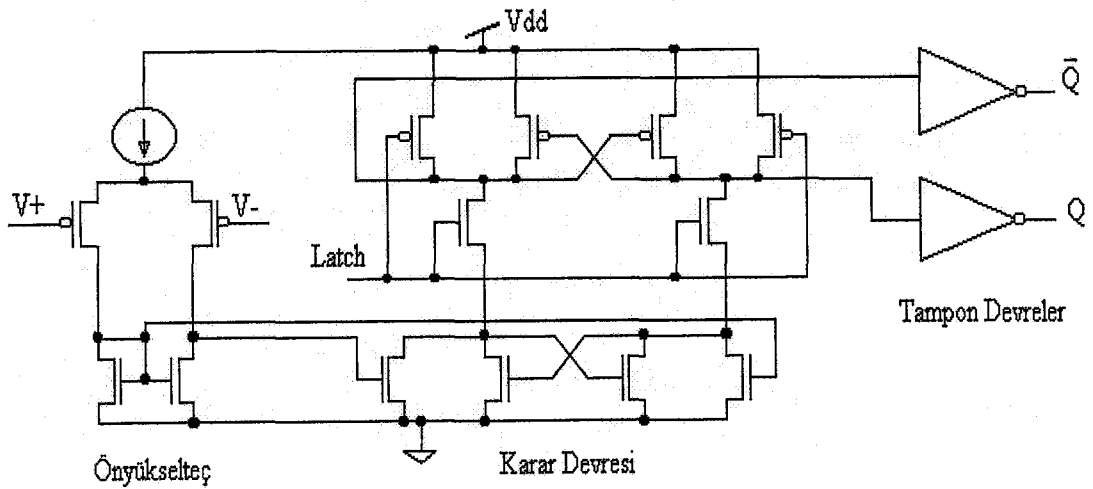 Vdd
Q̄
V+
V-
Q
Latch
Tampon Devreler
Önyükselteç
Karar Devresi